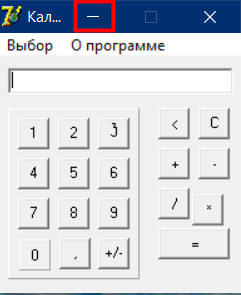 Кал...
Выбор О программе
1 2 3 < C
4 5 6 + -
7 8 9 / *
0 , +/- =